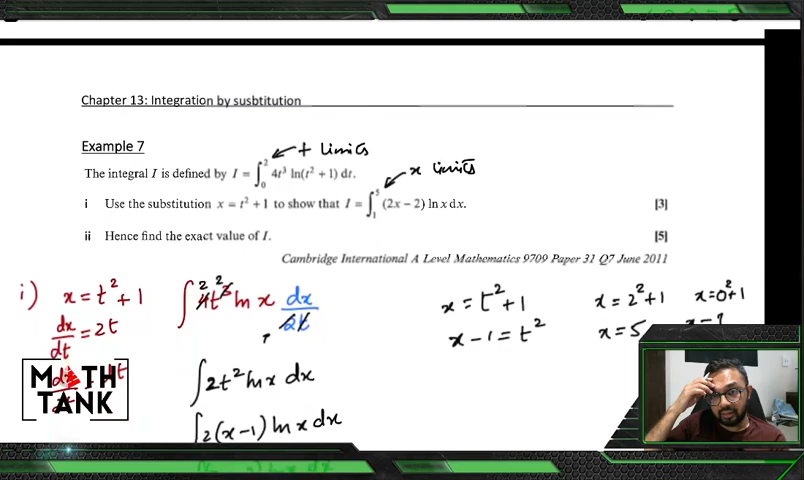 Chapter 13: Integration by susbtitution
Example 7
t limits
The integral I is defined by I = ∫₀² 4t³ ln(t² + 1) dt.
x limits
i Use the substitution x = t² + 1 to show that I = ∫₁⁵ (2x − 2) ln x dx. [3]
ii Hence find the exact value of I. [5]
Cambridge International A Level Mathematics 9709 Paper 31 Q7 June 2011
i) x = t² + 1
dx/dt = 2t
∫ 4t³ ln x dx/2t
2 2
∫ 2t² ln x dx
∫ 2(x−1) ln x dx
x = t² + 1
x − 1 = t²
x = 2² + 1
x = 5
x = 0² + 1
MATH
TANK